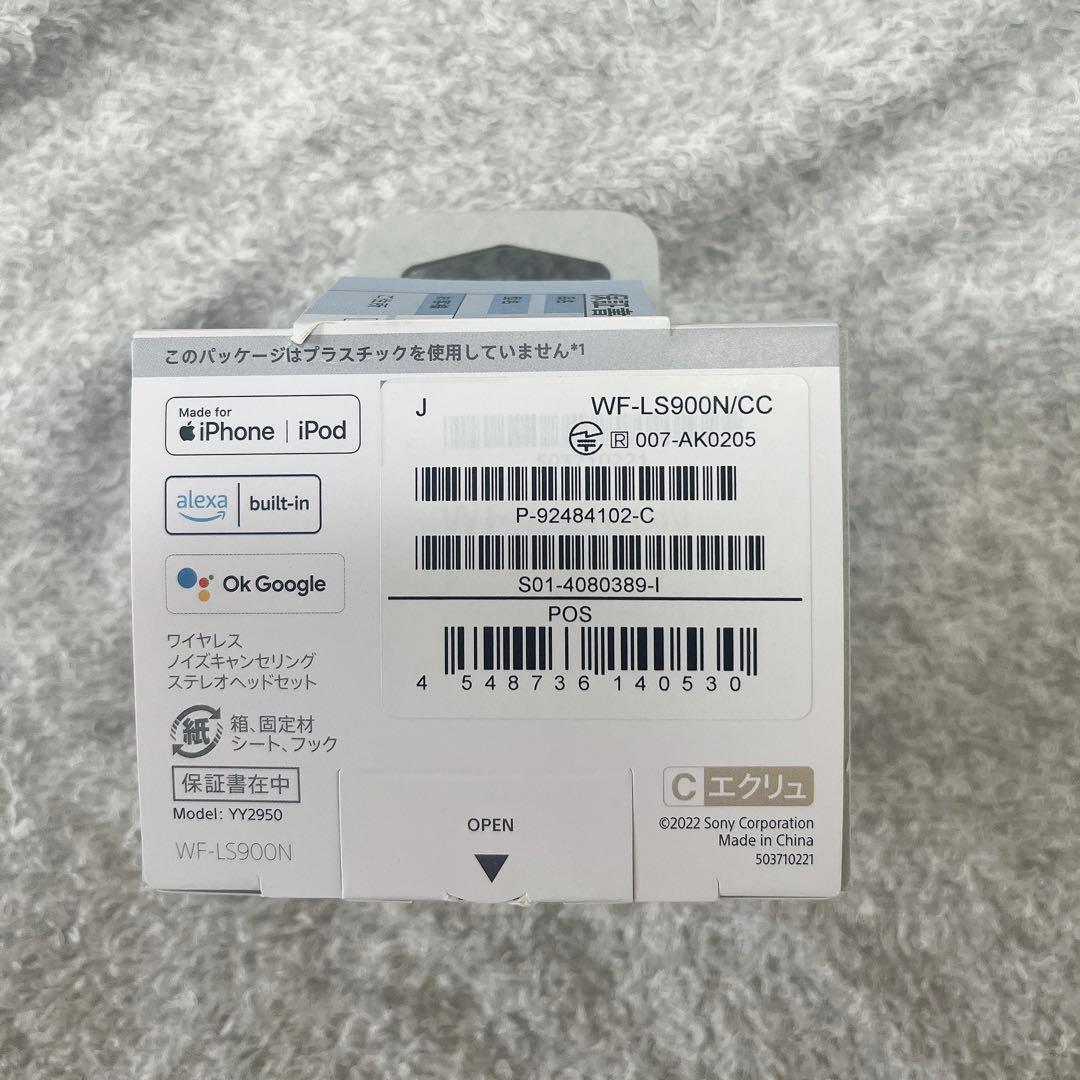 保証書
このパッケージはプラスチックを使用していません*1
Made for
iPhone | iPod
alexa | built-in
Ok Google
ワイヤレス
ノイズキャンセリング
ステレオヘッドセット
紙
箱、固定材
シート、フック
保証書在中
Model: YY2950
WF-LS900N
J WF-LS900N/CC
R 007-AK0205
P-92484102-C
S01-4080389-I
POS
4 548736 140530
OPEN
C エクリュ
©2022 Sony Corporation
Made in China
503710221